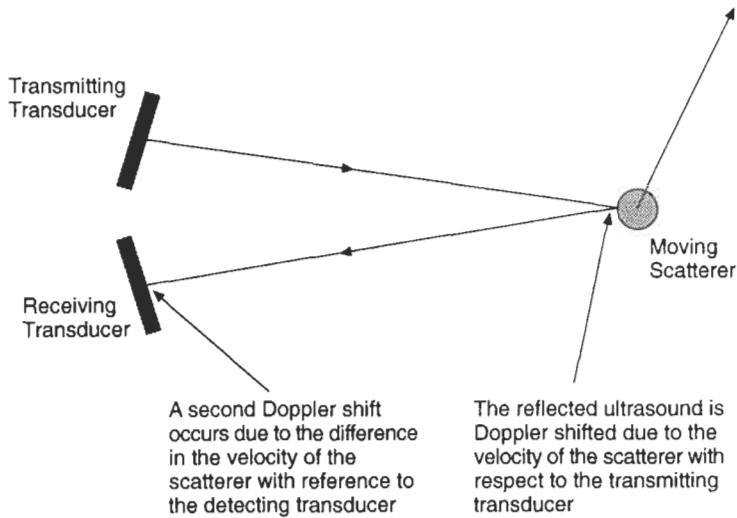 Transmitting
Transducer
Moving
Scatterer
Receiving
Transducer
A second Doppler shift
occurs due to the difference
in the velocity of the
scatterer with reference to
the detecting transducer
The reflected ultrasound is
Doppler shifted due to the
velocity of the scatterer with
respect to the transmitting
transducer